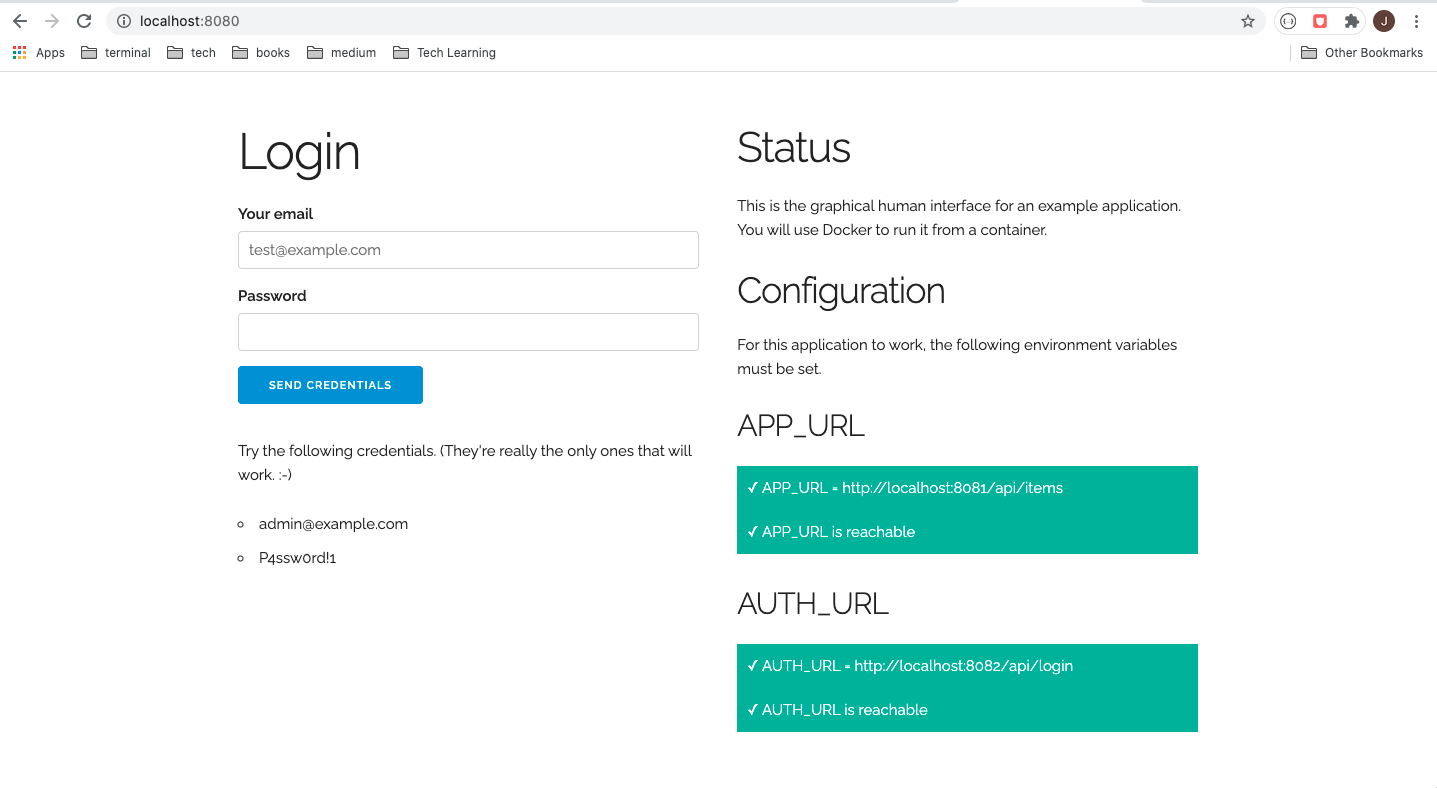 localhost:8080
J
Apps
terminal
tech
books
medium
Tech Learning
Other Bookmarks
Login
Your email
test@example.com
Password
SEND CREDENTIALS
Try the following credentials. (They're really the only ones that will
work. :-)
admin@example.com
P4ssw0rd!1
Status
This is the graphical human interface for an example application.
You will use Docker to run it from a container.
Configuration
For this application to work, the following environment variables
must be set.
APP_URL
✓ APP_URL = http://localhost:8081/api/items
✓ APP_URL is reachable
AUTH_URL
✓ AUTH_URL = http://localhost:8082/api/login
✓ AUTH_URL is reachable